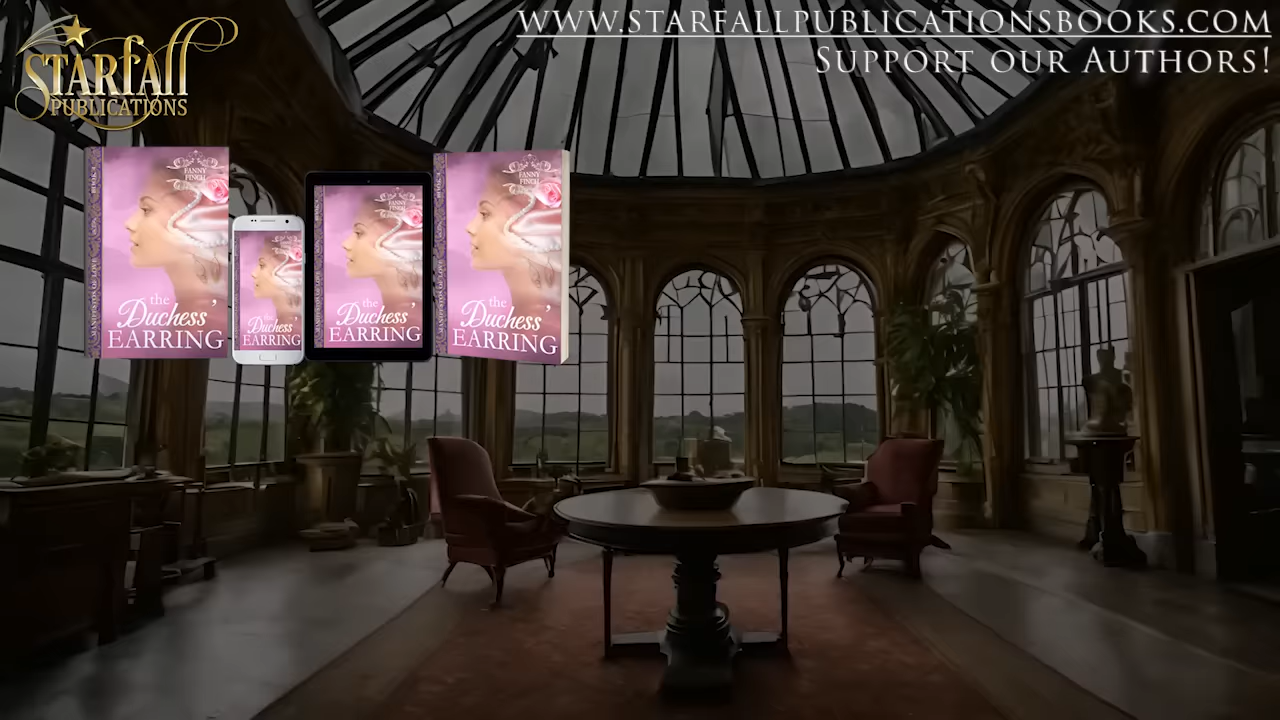 STARfall
PUBLICATIONS
WWW.STARFALLPUBLICATIONSBOOKS.COM
SUPPORT OUR AUTHORS!
FANNY
FINCH
the
Duchess'
EARRING
the
Duchess'
EARRING
FANNY
FINCH
the
Duchess'
EARRING
FANNY
FINCH
the
Duchess'
EARRING